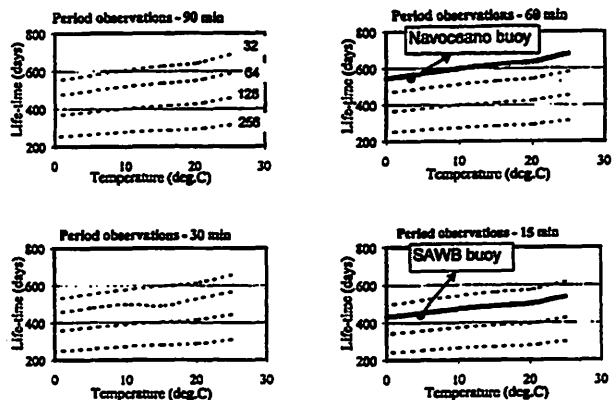 Period observations - 90 min
Life-time (days)
800
600
400
200
32
64
128
256
0 10 20 30
Temperature (deg.C)
Period observations - 60 min
Navoceano buoy
Life-time (days)
800
600
400
200
0 10 20 30
Temperature (deg.C)
Period observations - 30 min
Life-time (days)
800
600
400
200
0 10 20 30
Temperature (deg.C)
Period observations - 15 min
SAWB buoy
Life-time (days)
800
600
400
200
0 10 20 30
Temperature (deg.C)